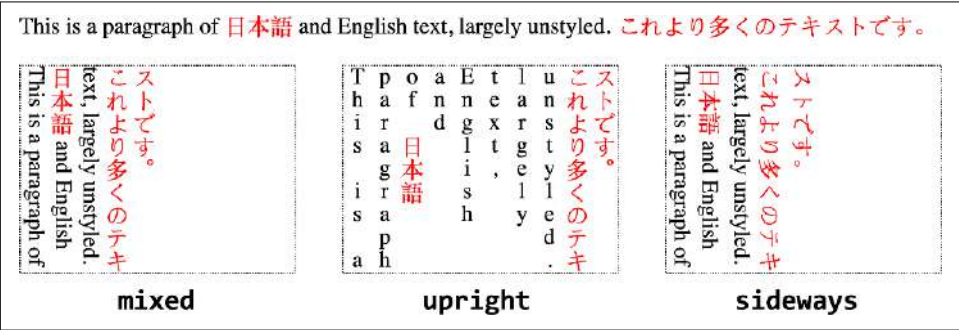 This is a paragraph of 日本語 and English text, largely unstyled. これより多くのテキストです。
This is a paragraph of
日本語 and English
text, largely unstyled.
これより多くのテキ
ストです。
mixed
This is a
paragraph
of 日本語
and
English
text,
largely
unstyled.
これより多くのテキ
ストです。
upright
This is a paragraph of
日本語 and English
text, largely unstyled.
これより多くのテキ
ストです。
sideways